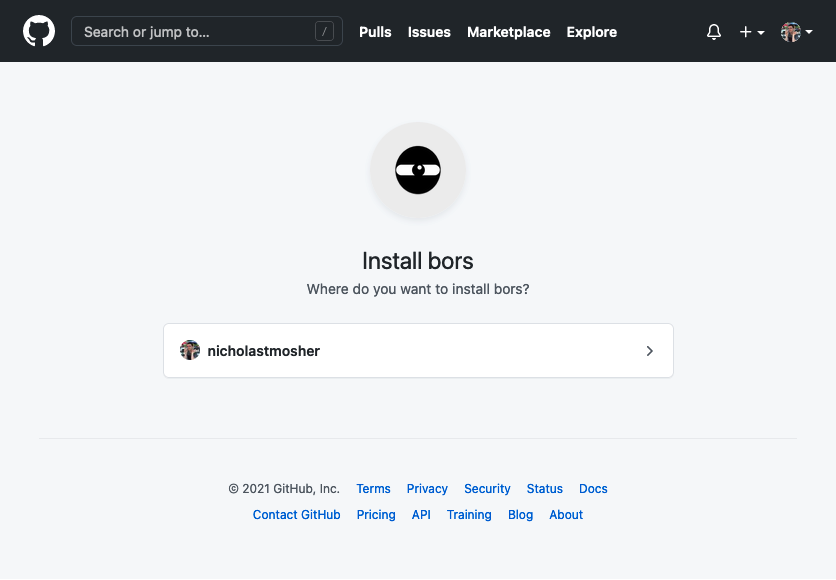 Search or jump to... / Pulls Issues Marketplace Explore
Install bors
Where do you want to install bors?
nicholastmosher
© 2021 GitHub, Inc. Terms Privacy Security Status Docs
Contact GitHub Pricing API Training Blog About